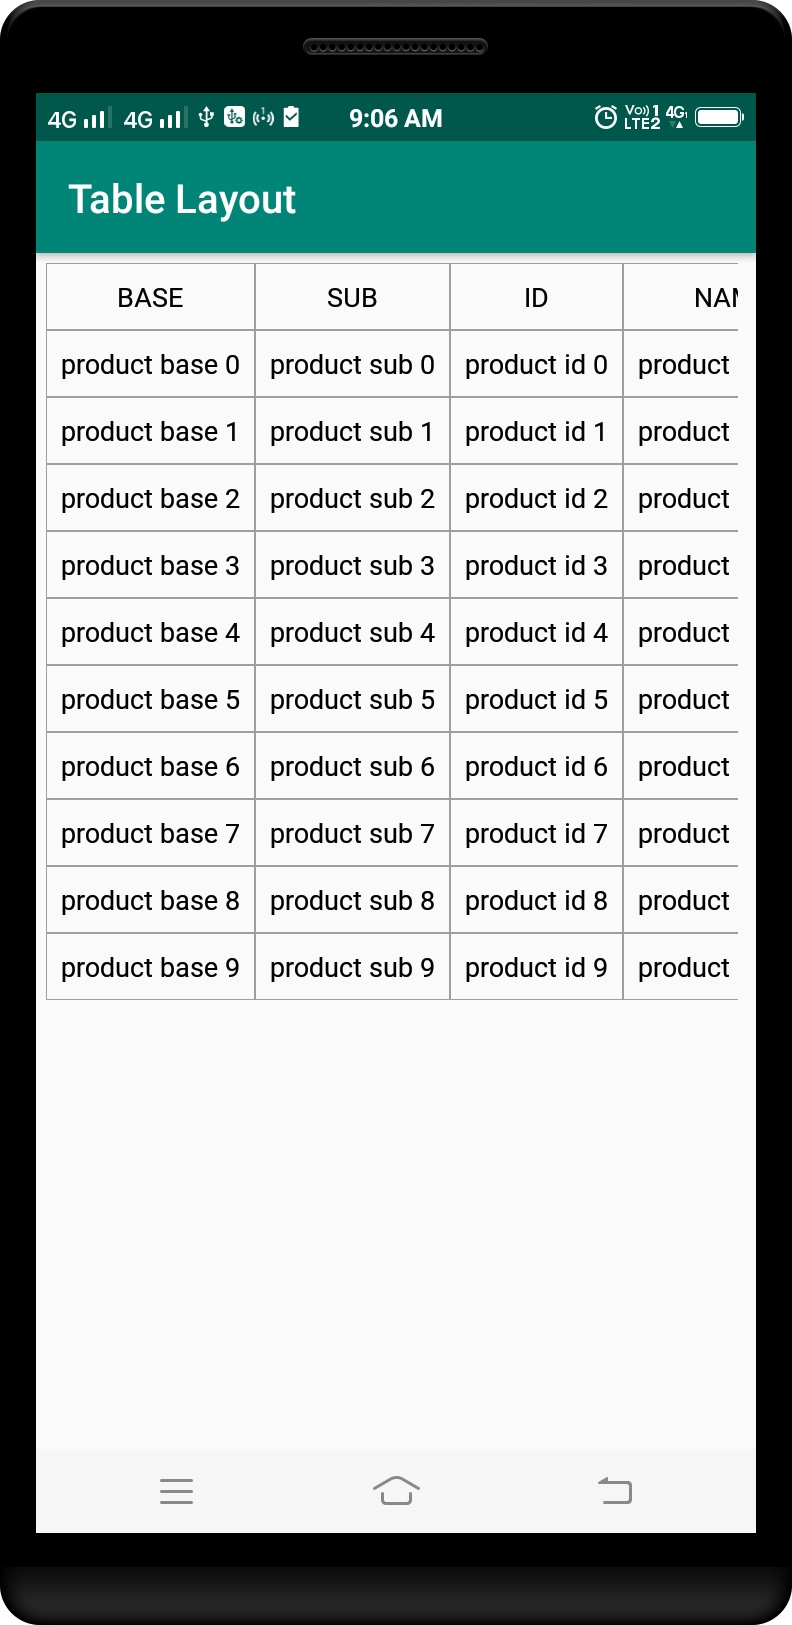 4G 4G 9:06 AM Vo)) 1 LTE2 4G
Table Layout
BASE SUB ID
product base 0 product sub 0 product id 0 product
product base 1 product sub 1 product id 1 product
product base 2 product sub 2 product id 2 product
product base 3 product sub 3 product id 3 product
product base 4 product sub 4 product id 4 product
product base 5 product sub 5 product id 5 product
product base 6 product sub 6 product id 6 product
product base 7 product sub 7 product id 7 product
product base 8 product sub 8 product id 8 product
product base 9 product sub 9 product id 9 product